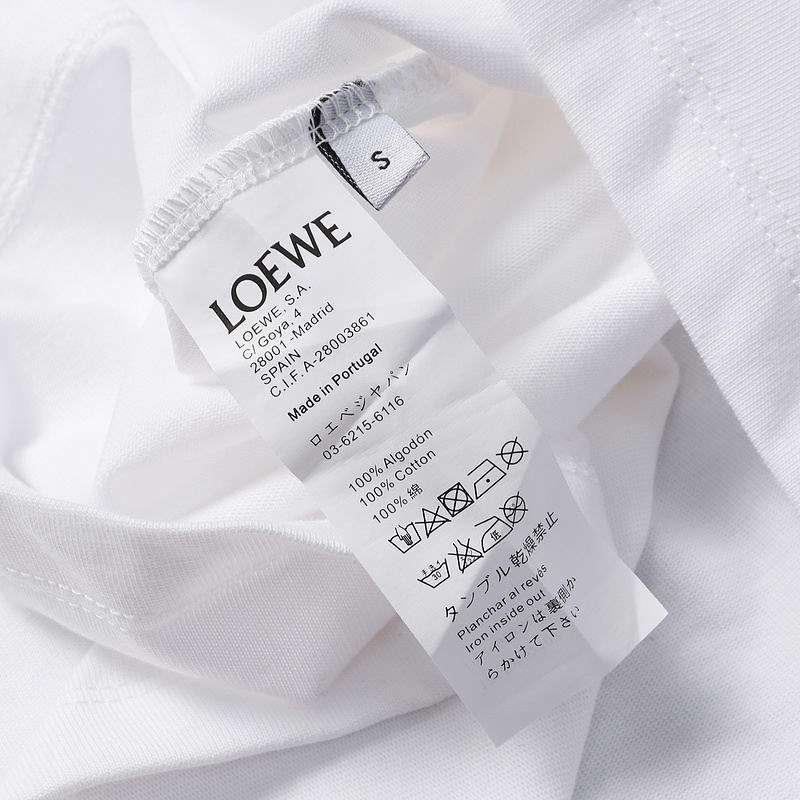 S
LOEWE
LOEWE, S.A.
C/ Goya, 4
28001 -Madrid
SPAIN
C.I.F. A-28003861
Made in Portugal
ロエベジャパン
03-6215-6116
100% Algodón
100% Cotton
100% 綿
30
低
タンブル乾燥禁止
Planchar al revés
Iron inside out
アイロンは裏側か
らかけて下さい